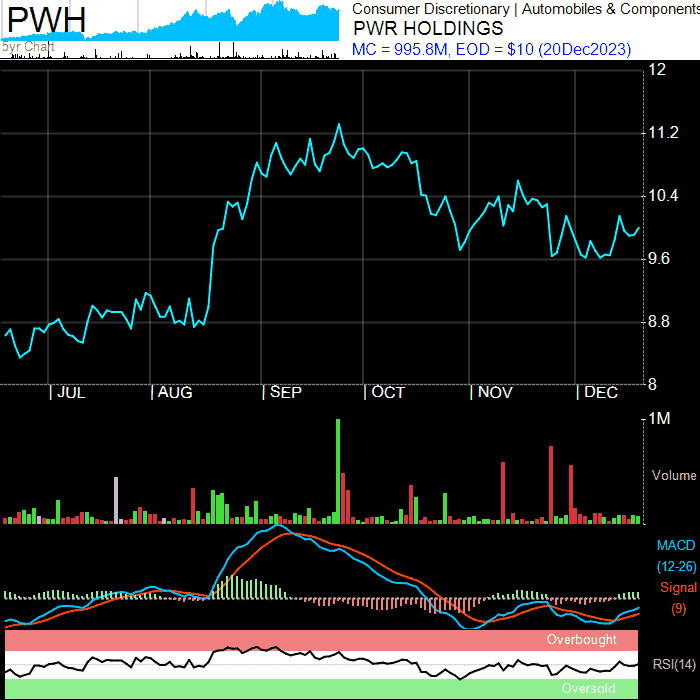 PWH
5yr Chart
Consumer Discretionary | Automobiles & Components
PWR HOLDINGS
MC = 995.8M, EOD = $10 (20Dec2023)
12
11.2
10.4
9.6
8.8
8
| JUL | AUG | SEP | OCT | NOV | DEC
1M
Volume
MACD
(12-26)
Signal
(9)
Overbought
RSI(14)
Oversold